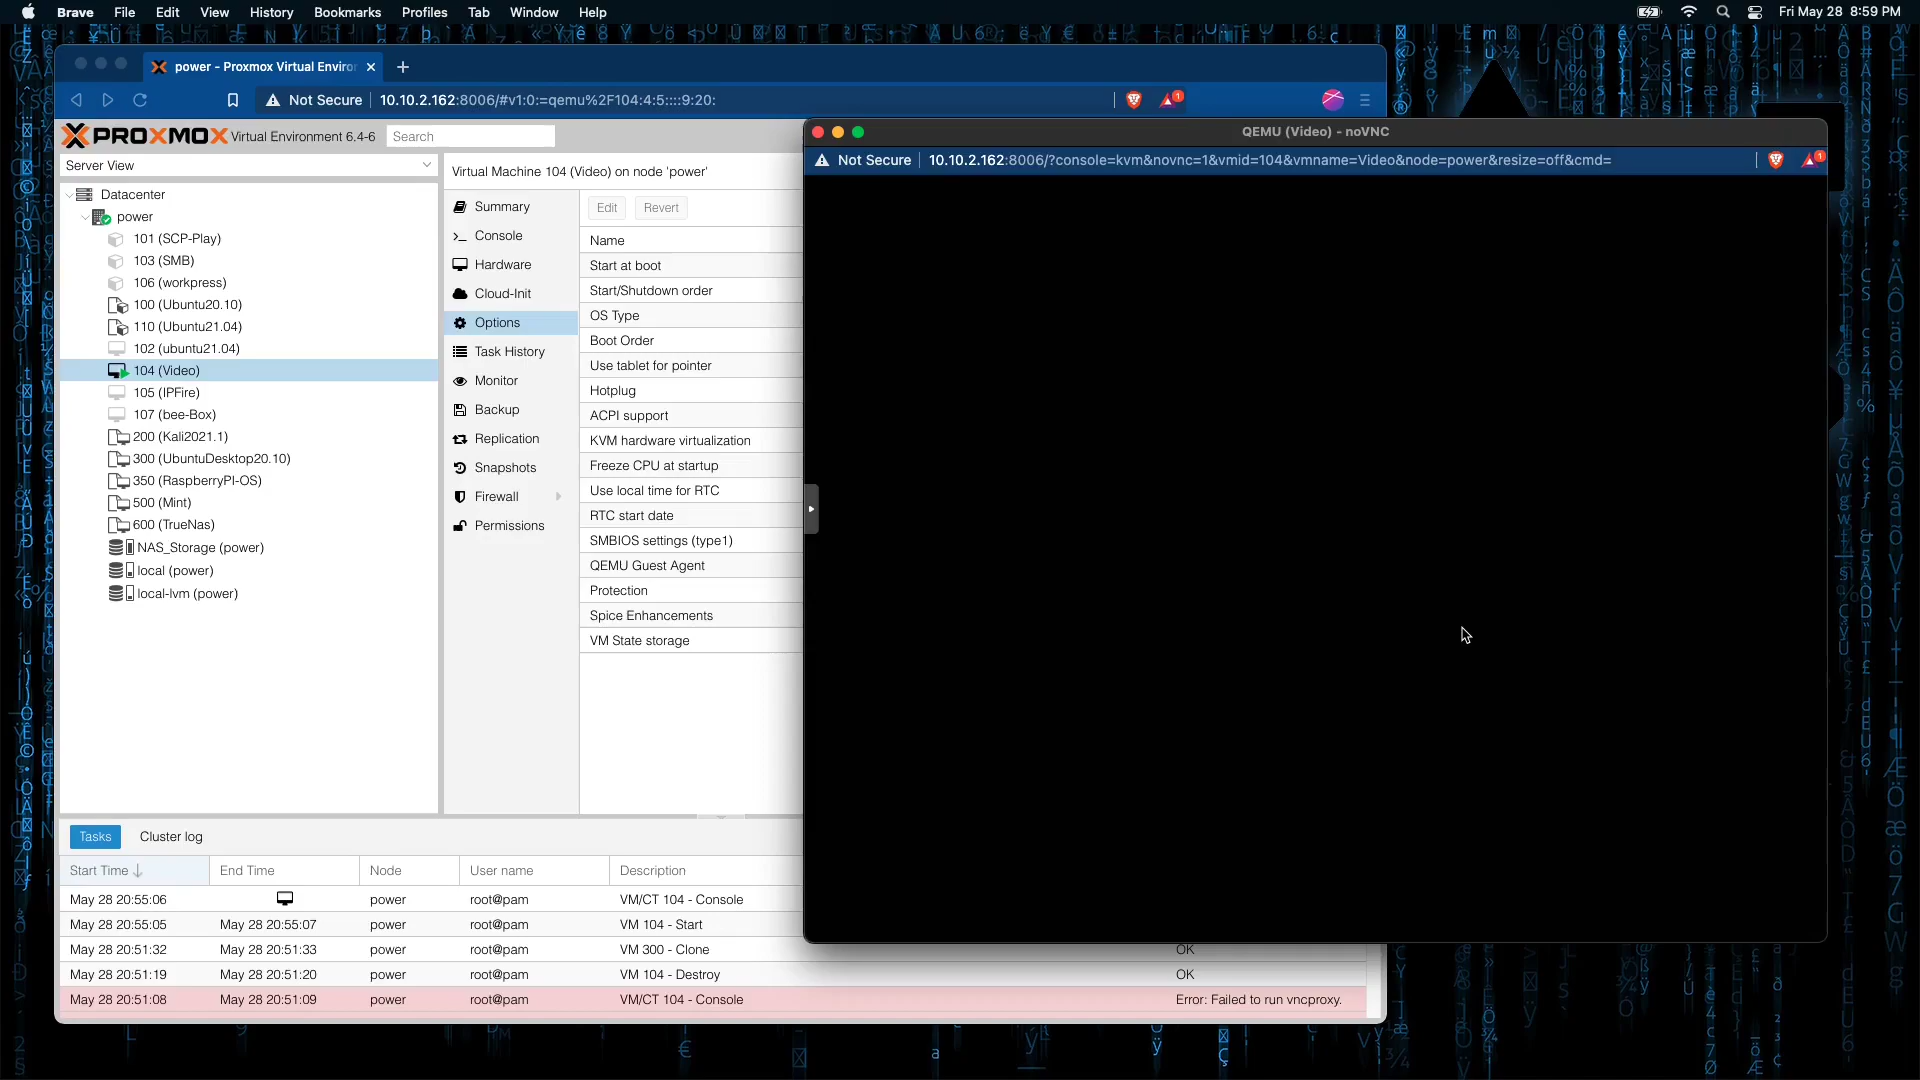 Brave File Edit View History Bookmarks Profiles Tab Window Help
Fri May 28 8:59 PM
power - Proxmox Virtual Enviror
Not Secure 10.10.2.162:8006/#v1:0:=qemu%2F104:4:5::::9:20:
1
PROXMOX Virtual Environment 6.4-6 Search
Server View
Datacenter
power
101 (SCP-Play)
103 (SMB)
106 (workpress)
100 (Ubuntu20.10)
110 (Ubuntu21.04)
102 (ubuntu21.04)
104 (Video)
105 (IPFire)
107 (bee-Box)
200 (Kali2021.1)
300 (UbuntuDesktop20.10)
350 (RaspberryPI-OS)
500 (Mint)
600 (TrueNas)
NAS_Storage (power)
local (power)
local-lvm (power)
Virtual Machine 104 (Video) on node 'power'
Summary
Console
Hardware
Cloud-Init
Options
Task History
Monitor
Backup
Replication
Snapshots
Firewall
Permissions
Edit Revert
Name
Start at boot
Start/Shutdown order
OS Type
Boot Order
Use tablet for pointer
Hotplug
ACPI support
KVM hardware virtualization
Freeze CPU at startup
Use local time for RTC
RTC start date
SMBIOS settings (type1)
QEMU Guest Agent
Protection
Spice Enhancements
VM State storage
QEMU (Video) - noVNC
Not Secure 10.10.2.162:8006/?console=kvm&novnc=1&vmid=104&vmname=Video&node=power&resize=off&cmd=
1
Tasks Cluster log
Start Time End Time Node User name Description
May 28 20:55:06 power root@pam VM/CT 104 - Console
May 28 20:55:05 May 28 20:55:07 power root@pam VM 104 - Start
May 28 20:51:32 May 28 20:51:33 power root@pam VM 300 - Clone OK
May 28 20:51:19 May 28 20:51:20 power root@pam VM 104 - Destroy OK
May 28 20:51:08 May 28 20:51:09 power root@pam VM/CT 104 - Console Error: Failed to run vncproxy.